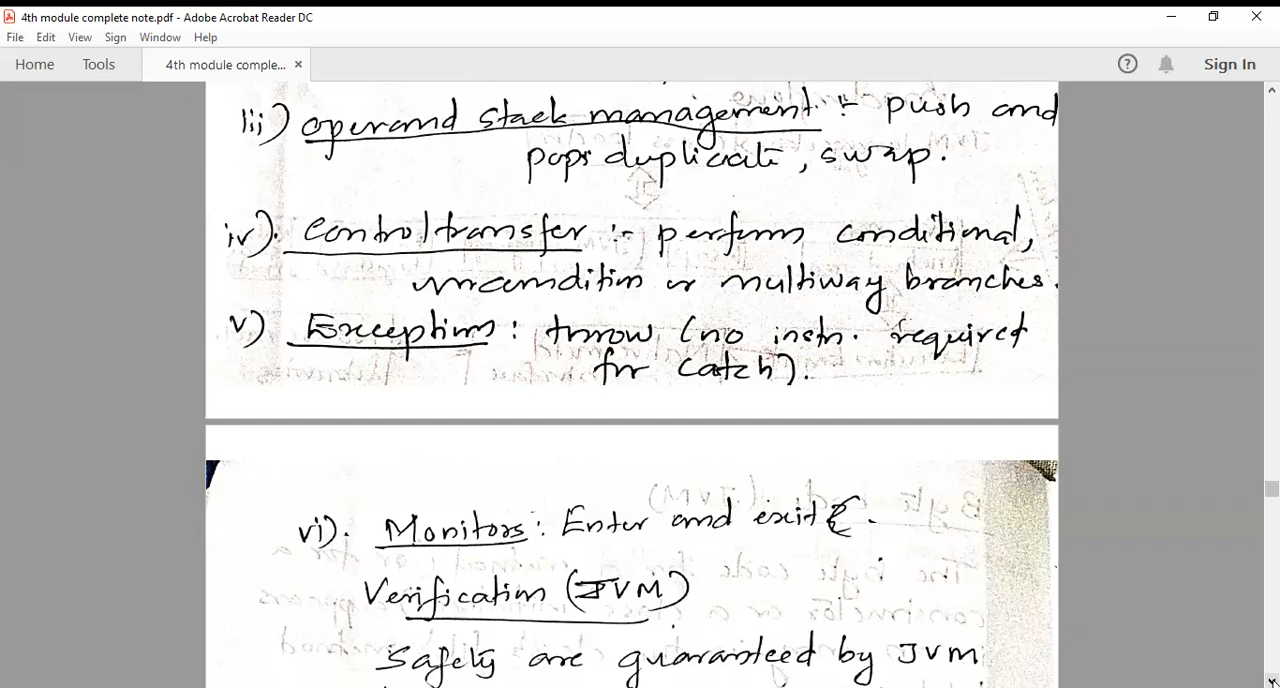 4th module complete note.pdf - Adobe Acrobat Reader DC
File Edit View Sign Window Help
Home Tools 4th module comple... × Sign In
iii) operand stack management :- push and
pops duplicate, swap.
iv). Control transfer :- perform conditional,
uncondition or multiway branches.
v) Exceptions : throw (no instn. required
for catch).
vi). Monitors : Enter and exit
Verification (JVM)
Safely are guaranteed by JVM